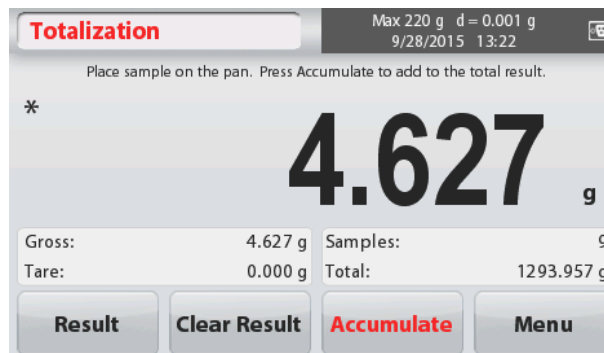 Totalization
Max 220 g d = 0.001 g
9/28/2015 13:22
Place sample on the pan. Press Accumulate to add to the total result.
*
4.627 g
Gross: 4.627 g
Tare: 0.000 g
Samples: 9
Total: 1293.957 g
Result
Clear Result
Accumulate
Menu